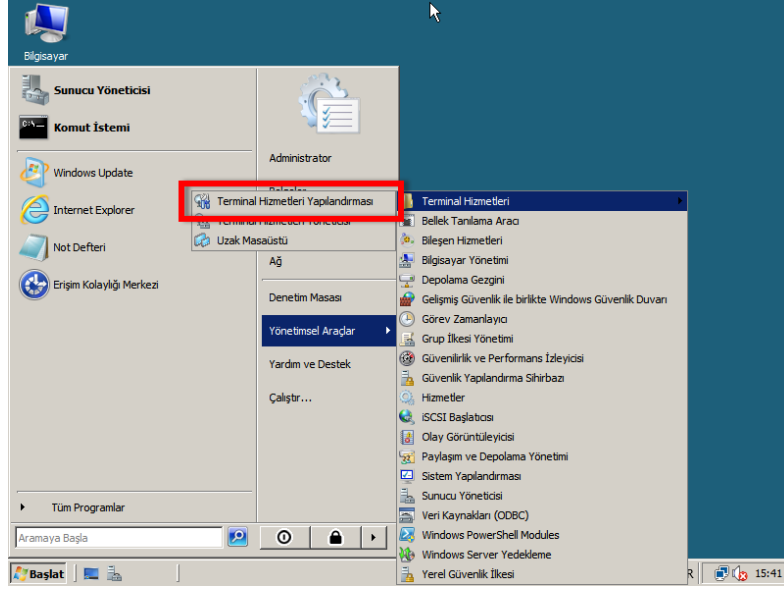 Bilgisayar
Sunucu Yöneticisi
C:\
Komut İstemi
Windows Update
Internet Explorer
Not Defteri
Erişim Kolaylığı Merkezi
Tüm Programlar
Aramaya Başla
Administrator
Belgeler
Ağ
Denetim Masası
Yönetimsel Araçlar
Yardım ve Destek
Çalıştır...
Terminal Hizmetleri Yapılandırması
Terminal Hizmetleri Yöneticisi
Uzak Masaüstü
Terminal Hizmetleri
Bellek Tanılama Aracı
Bileşen Hizmetleri
Bilgisayar Yönetimi
Depolama Gezgini
Gelişmiş Güvenlik ile birlikte Windows Güvenlik Duvarı
Görev Zamanlayıcı
Grup İlkesi Yönetimi
Güvenilirlik ve Performans İzleyicisi
Güvenlik Yapılandırma Sihirbazı
Hizmetler
iSCSI Başlatıcısı
Olay Görüntüleyicisi
Paylaşım ve Depolama Yönetimi
Sistem Yapılandırması
Sunucu Yöneticisi
Veri Kaynakları (ODBC)
Windows PowerShell Modules
Windows Server Yedekleme
Yerel Güvenlik İlkesi
Başlat
R
15:41